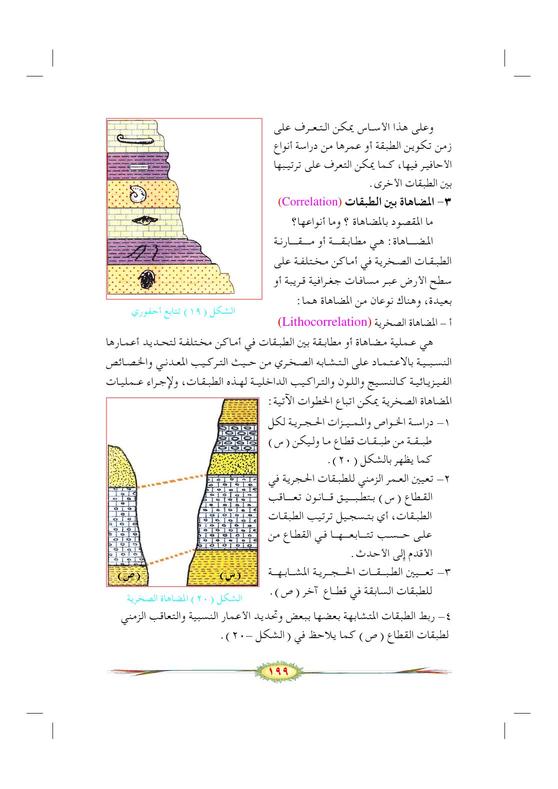 وعلى هذا الأساس يمكن التعرف على
زمن تكوين الطبقة أو عمرها من دراسة أنواع
الاحافير فيها، كما يمكن التعرف على ترتيبها
بين الطبقات الاخرى.
٣- المضاهاة بين الطبقات (Correlation)
ما المقصود بالمضاهاة ؟ وما أنواعها؟
المضاهاة : هي مطابقة أو مقارنة
الطبقات الصخرية في أماكن مختلفة على
سطح الارض عبر مسافات جغرافية قريبة أو
بعيدة، وهناك نوعان من المضاهاة هما :
الشكل ( ١٩ ) تتابع أحفوري
أ – المضاهاة الصخرية (Lithocorrelation)
هي عملية مضاهاة أو مطابقة بين الطبقات في أماكن مختلفة لتحديد أعمارها
النسبية بالاعتماد على التشابه الصخري من حيث التركيب المعدني والخصائص
الفيزيائية كالنسيج واللون والتراكيب الداخلية لهذه الطبقات، ولإجراء عمليات
المضاهاة الصخرية يمكن اتباع الخطوات الآتية :
١- دراسة الخواص والمميزات الحجرية لكل
طبقة من طبقات قطاع ما وليكن ( س )
كما يظهر بالشكل ( ٢٠ ) .
٢- تعيين العمر الزمني للطبقات الحجرية في
القطاع ( س ) بتطبيق قانون تعاقب
الطبقات، أي بتسجيل ترتيب الطبقات
على حسب تتابعها في القطاع من
الاقدم إلى الاحدث .
٣- تعيين الطبقات الحجرية المشابهة
للطبقات السابقة في قطاع آخر ( ص ) .
(ص)
(س)
الشكل ( ٢٠ ) المضاهاة الصخرية
٤- ربط الطبقات المتشابهة بعضها ببعض وتحديد الاعمار النسبية والتعاقب الزمني
لطبقات القطاع ( ص ) كما يلاحظ في ( الشكل -٢٠ ) .
١٩٩